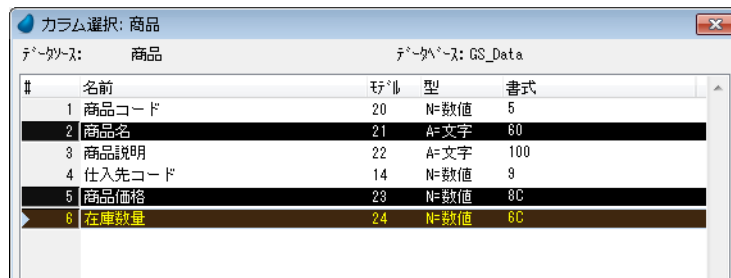 カラム選択: 商品
ﾃﾞｰﾀｿｰｽ: 商品 ﾃﾞｰﾀﾍﾞｰｽ: GS_Data
# 名前 ﾓﾃﾞﾙ 型 書式
1 商品コード 20 N=数値 5
2 商品名 21 A=文字 60
3 商品説明 22 A=文字 100
4 仕入先コード 14 N=数値 9
5 商品価格 23 N=数値 8C
6 在庫数量 24 N=数値 6C